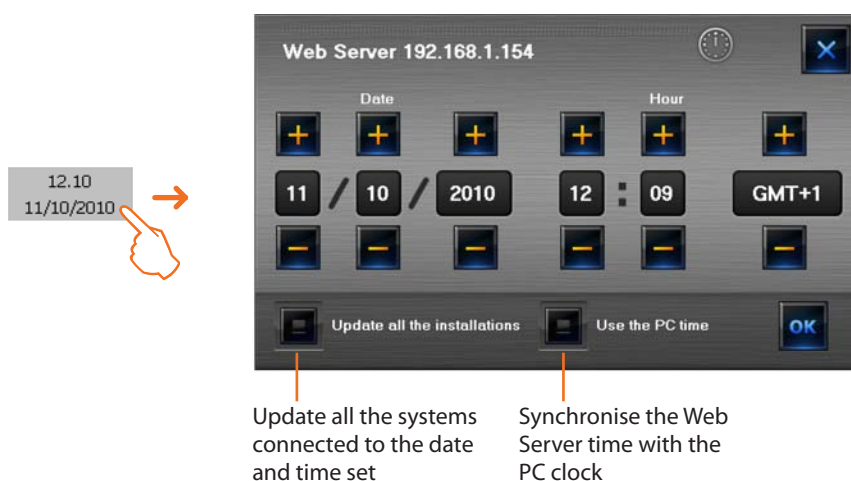 Web Server 192.168.1.154
Date Hour
+ + + + + +
12.10
11/10/2010
11 / 10 / 2010 12 : 09 GMT+1
− − − − − −
Update all the installations Use the PC time OK
Update all the systems
connected to the date
and time set
Synchronise the Web
Server time with the
PC clock